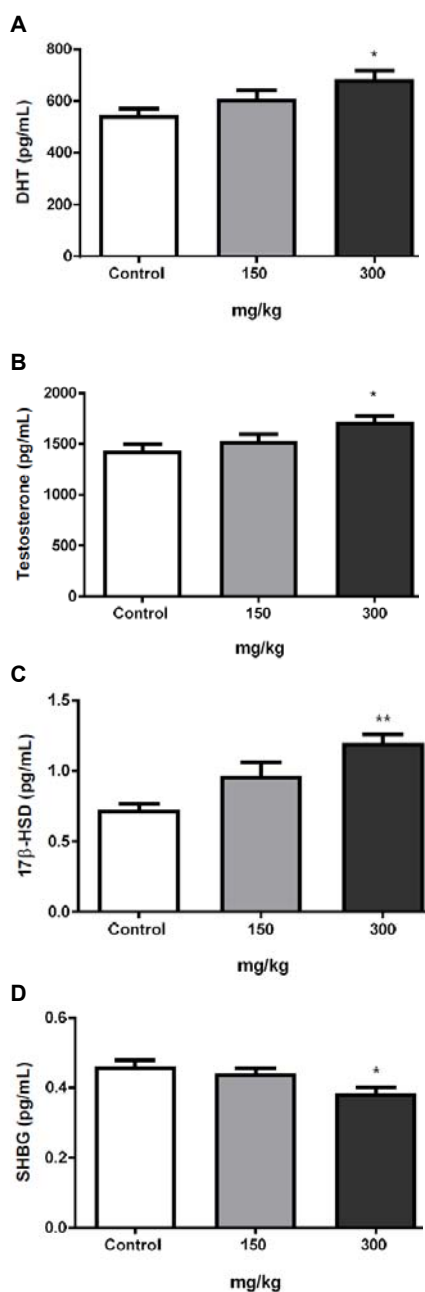 A
DHT (pg/mL)
800
600
400
200
0
*
Control 150 300
mg/kg
B
Testosterone (pg/mL)
2000
1500
1000
500
0
*
Control 150 300
mg/kg
C
17β-HSD (pg/mL)
1.5
1.0
0.5
0.0
**
Control 150 300
mg/kg
D
SHBG (pg/mL)
0.6
0.4
0.2
0.0
*
Control 150 300
mg/kg